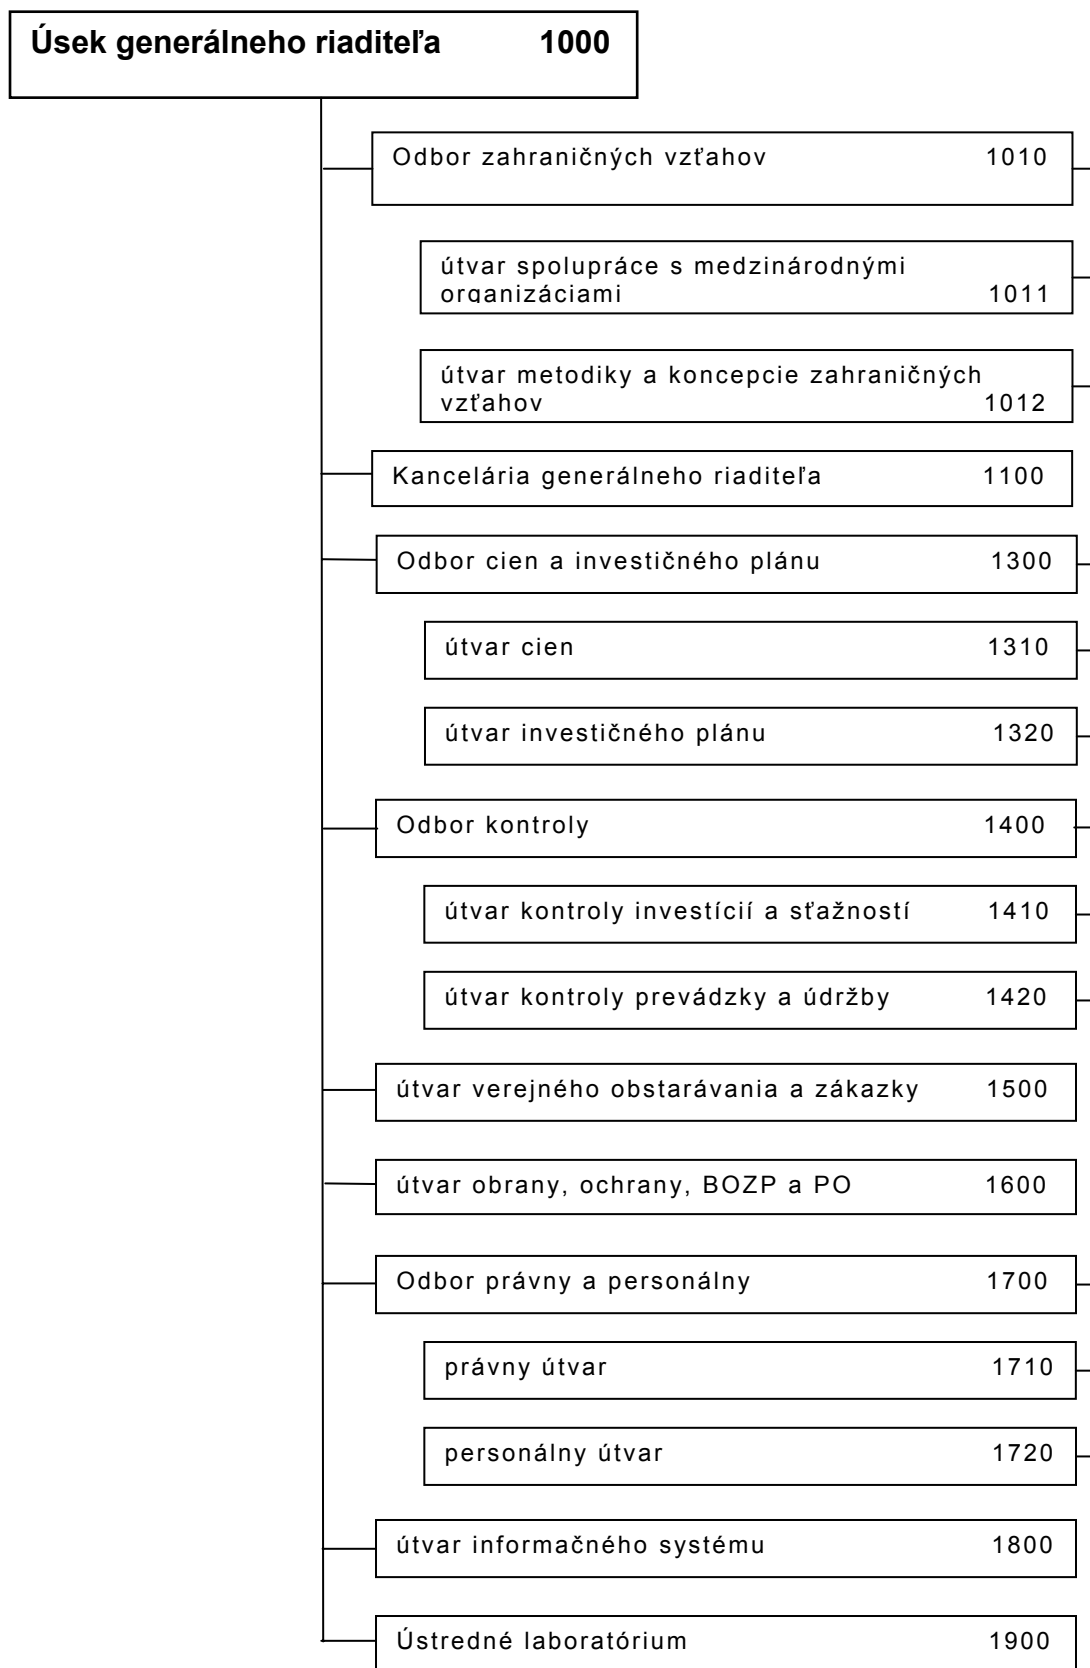 Úsek generálneho riaditeľa 1000
Odbor zahraničných vzťahov 1010
útvar spolupráce s medzinárodnými
organizáciami 1011
útvar metodiky a koncepcie zahraničných
vzťahov 1012
Kancelária generálneho riaditeľa 1100
Odbor cien a investičného plánu 1300
útvar cien 1310
útvar investičného plánu 1320
Odbor kontroly 1400
útvar kontroly investícií a sťažností 1410
útvar kontroly prevádzky a údržby 1420
útvar verejného obstarávania a zákazky 1500
útvar obrany, ochrany, BOZP a PO 1600
Odbor právny a personálny 1700
právny útvar 1710
personálny útvar 1720
útvar informačného systému 1800
Ústredné laboratórium 1900